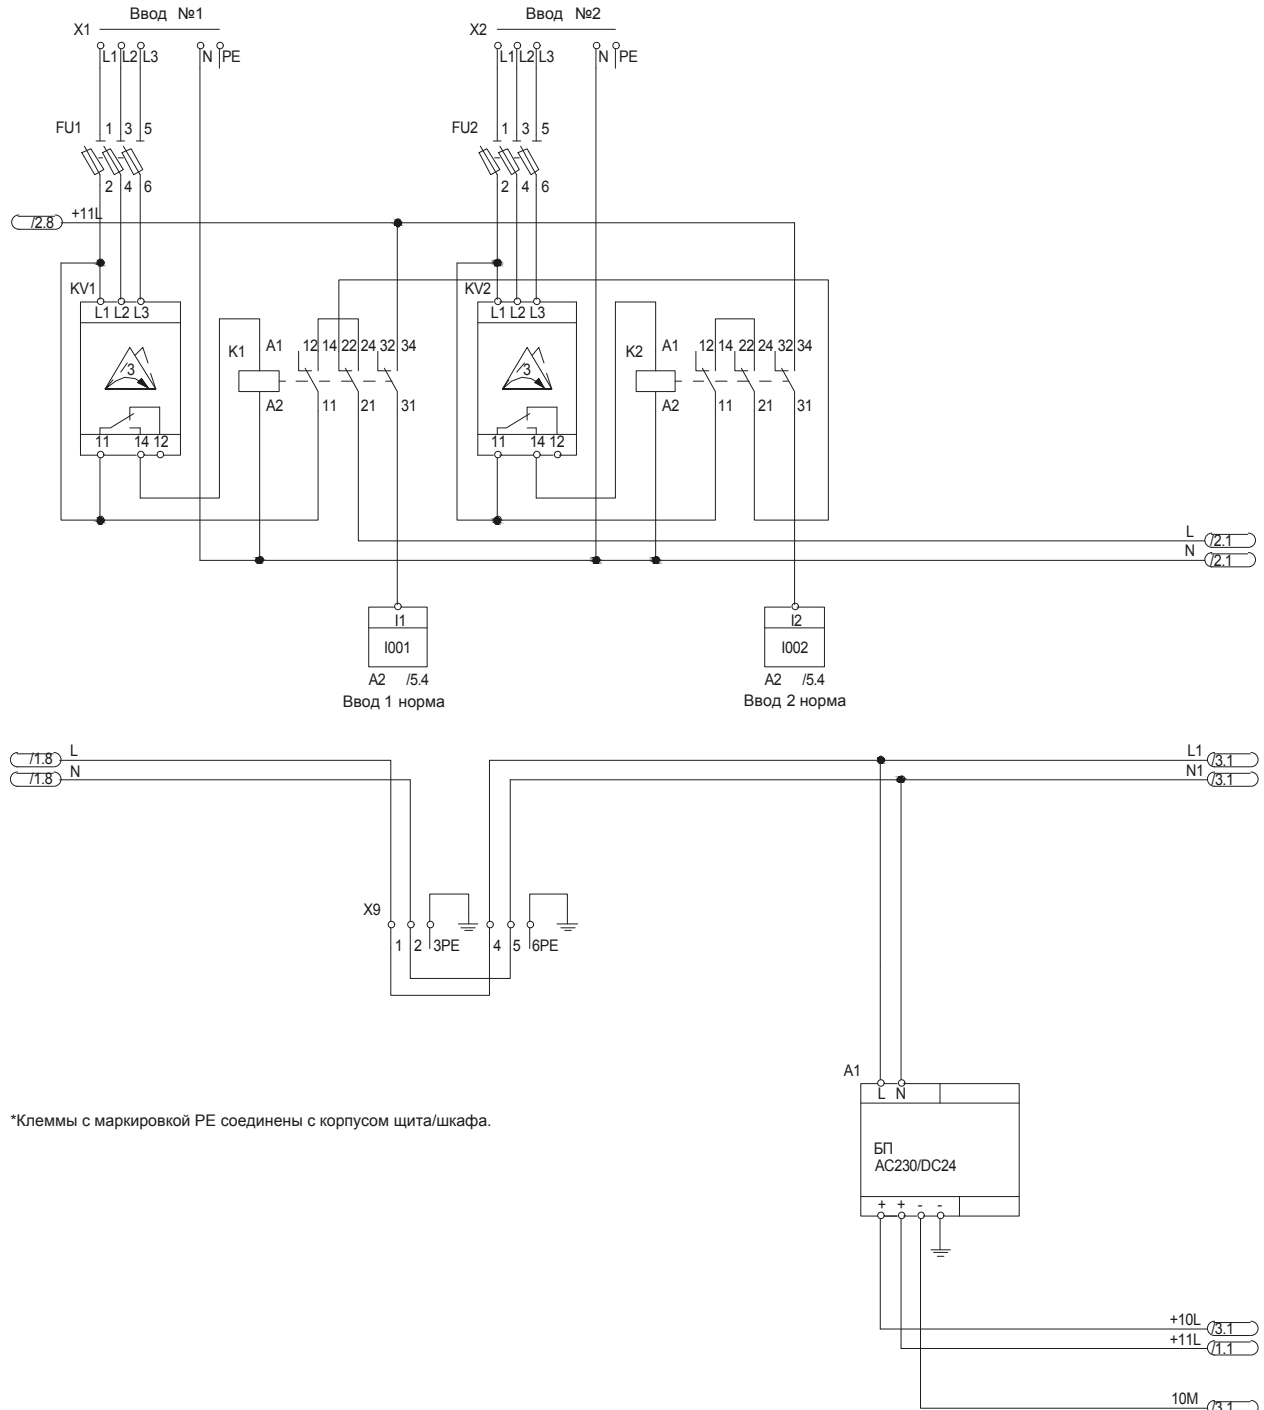 Ввод №1 Ввод №2
X1 X2
L1 L2 L3 N PE L1 L2 L3 N PE
FU1 1 3 5 FU2 1 3 5
2 4 6 2 4 6
/2.8 +11L
KV1 KV2
L1 L2 L3 L1 L2 L3
K1 A1 12 14 22 24 32 34 K2 A1 12 14 22 24 32 34
3 3
A2 11 21 31 A2 11 21 31
11 14 12 11 14 12
L /2.1
N /2.1
I1 I2
I001 I002
A2 /5.4 A2 /5.4
Ввод 1 норма Ввод 2 норма
/1.8 L L1 /3.1
/1.8 N N1 /3.1
X9
1 2 3PE 4 5 6PE
A1
L N
*Клеммы с маркировкой PE соединены с корпусом щита/шкафа.
БП
AC230/DC24
+ + - -
+10L /3.1
+11L /1.1
10M /3.1